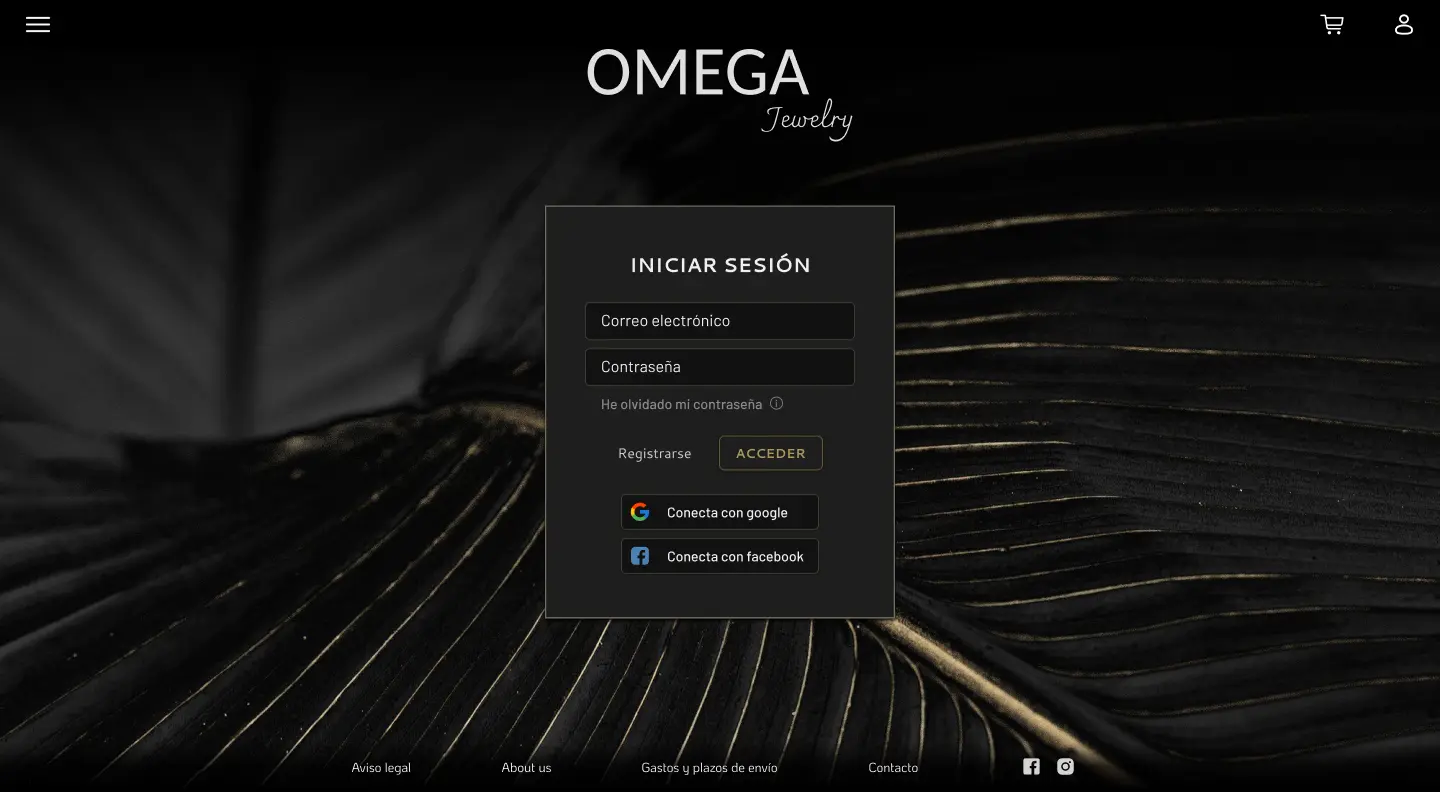 OMEGA
Jewelry
INICIAR SESIÓN
Correo electrónico
Contraseña
He olvidado mi contraseña
Registrarse
ACCEDER
Conecta con google
Conecta con facebook
Aviso legal
About us
Gastos y plazos de envío
Contacto